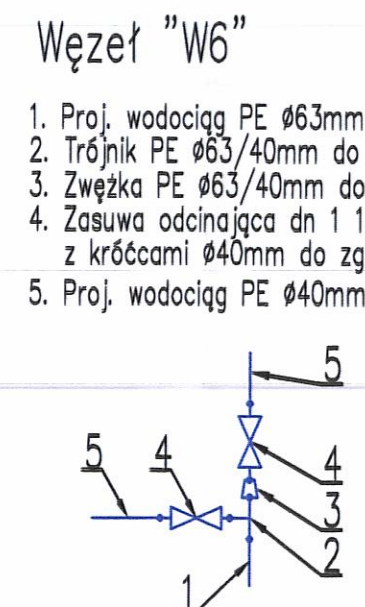 Węzeł "W6"
1. Proj. wodociąg PE ø63mm
2. Trójnik PE ø63/40mm do
3. Zwężka PE ø63/40mm do
4. Zasuwa odcinająca dn 1 1
z króćcami ø40mm do zg
5. Proj. wodociąg PE ø40mm
5
5 4
4
3
2
1